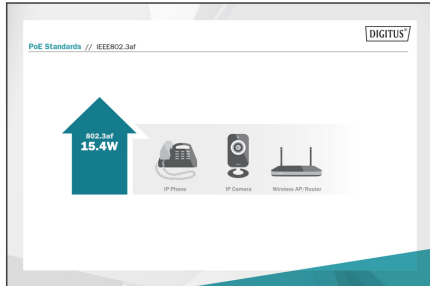 DIGITUS®
PoE Standards // IEEE802.3af
802.3af
15.4W
IP Phone
IP Camera
Wireless AP/Router